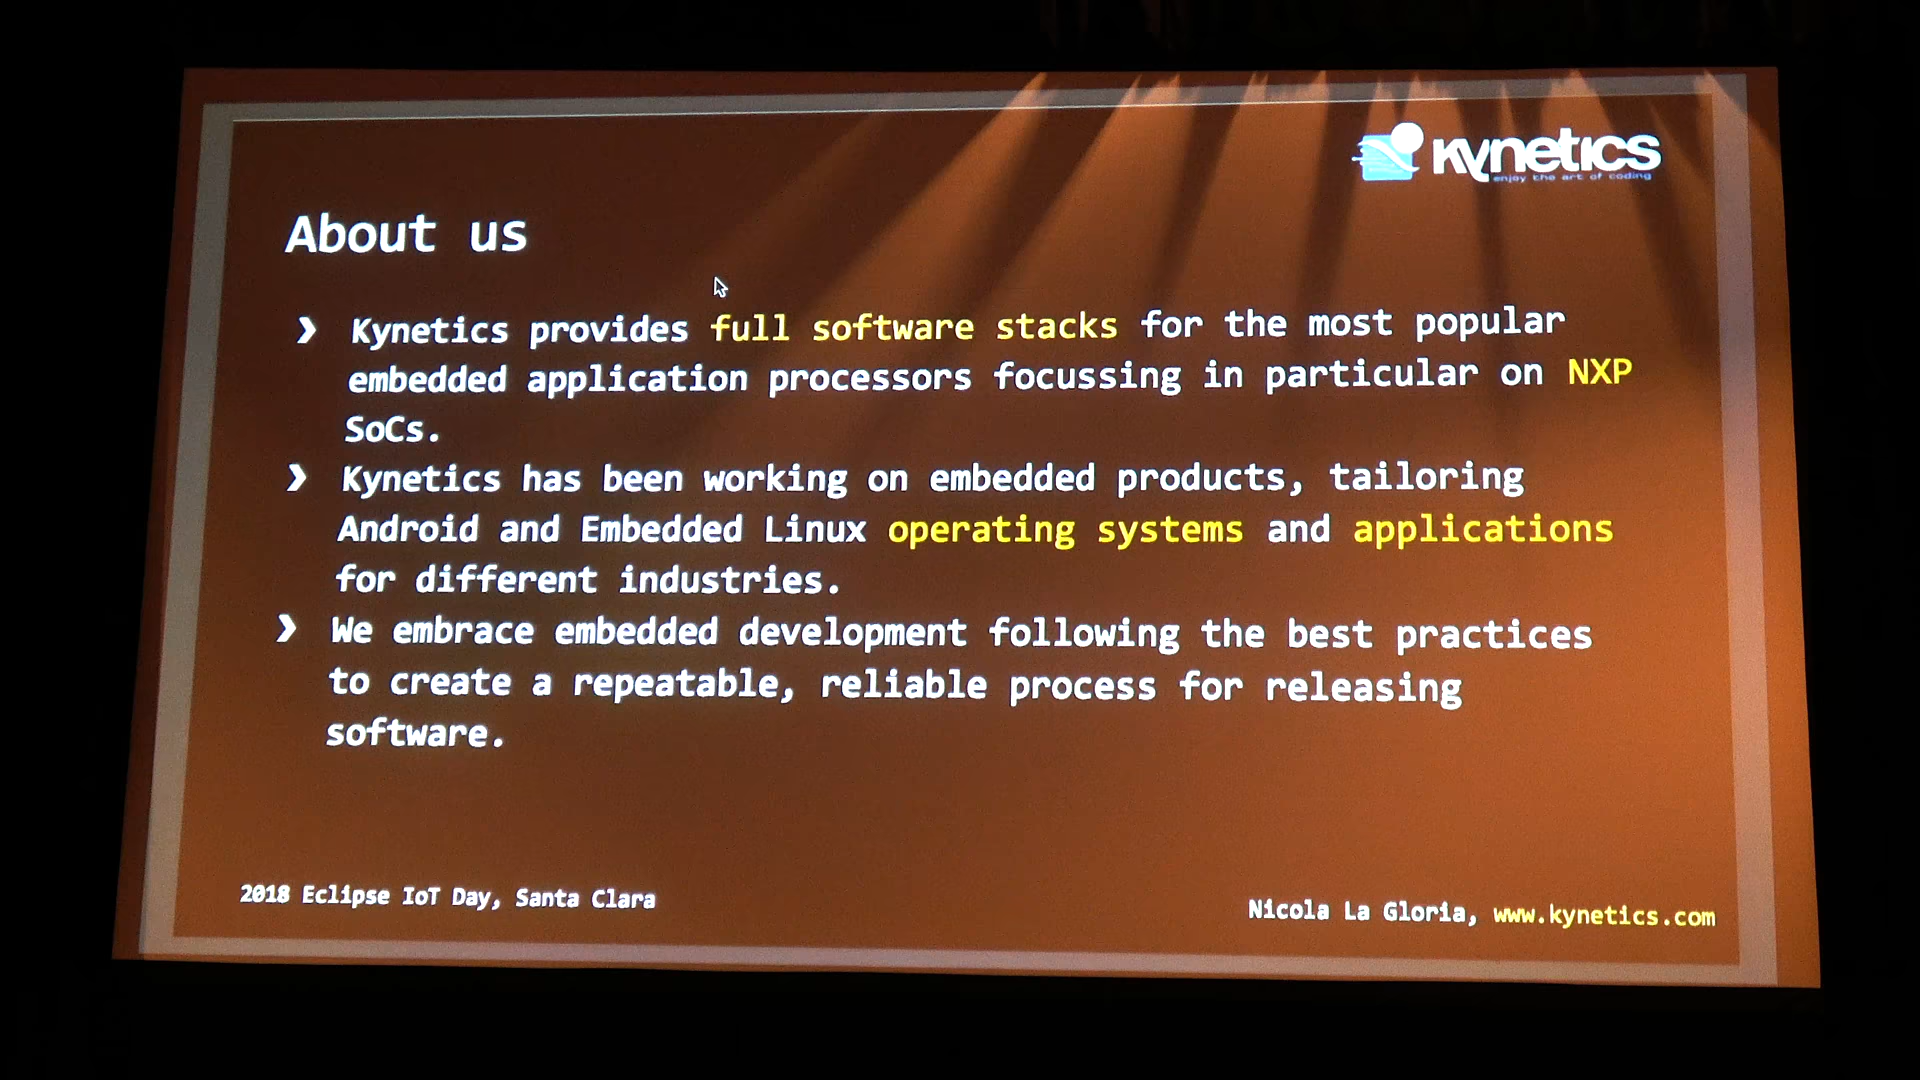 Kynetics
enjoy the art of coding
About us
❯ Kynetics provides full software stacks for the most popular
embedded application processors focussing in particular on NXP
SoCs.
❯ Kynetics has been working on embedded products, tailoring
Android and Embedded Linux operating systems and applications
for different industries.
❯ We embrace embedded development following the best practices
to create a repeatable, reliable process for releasing
software.
2018 Eclipse IoT Day, Santa Clara
Nicola La Gloria, www.kynetics.com